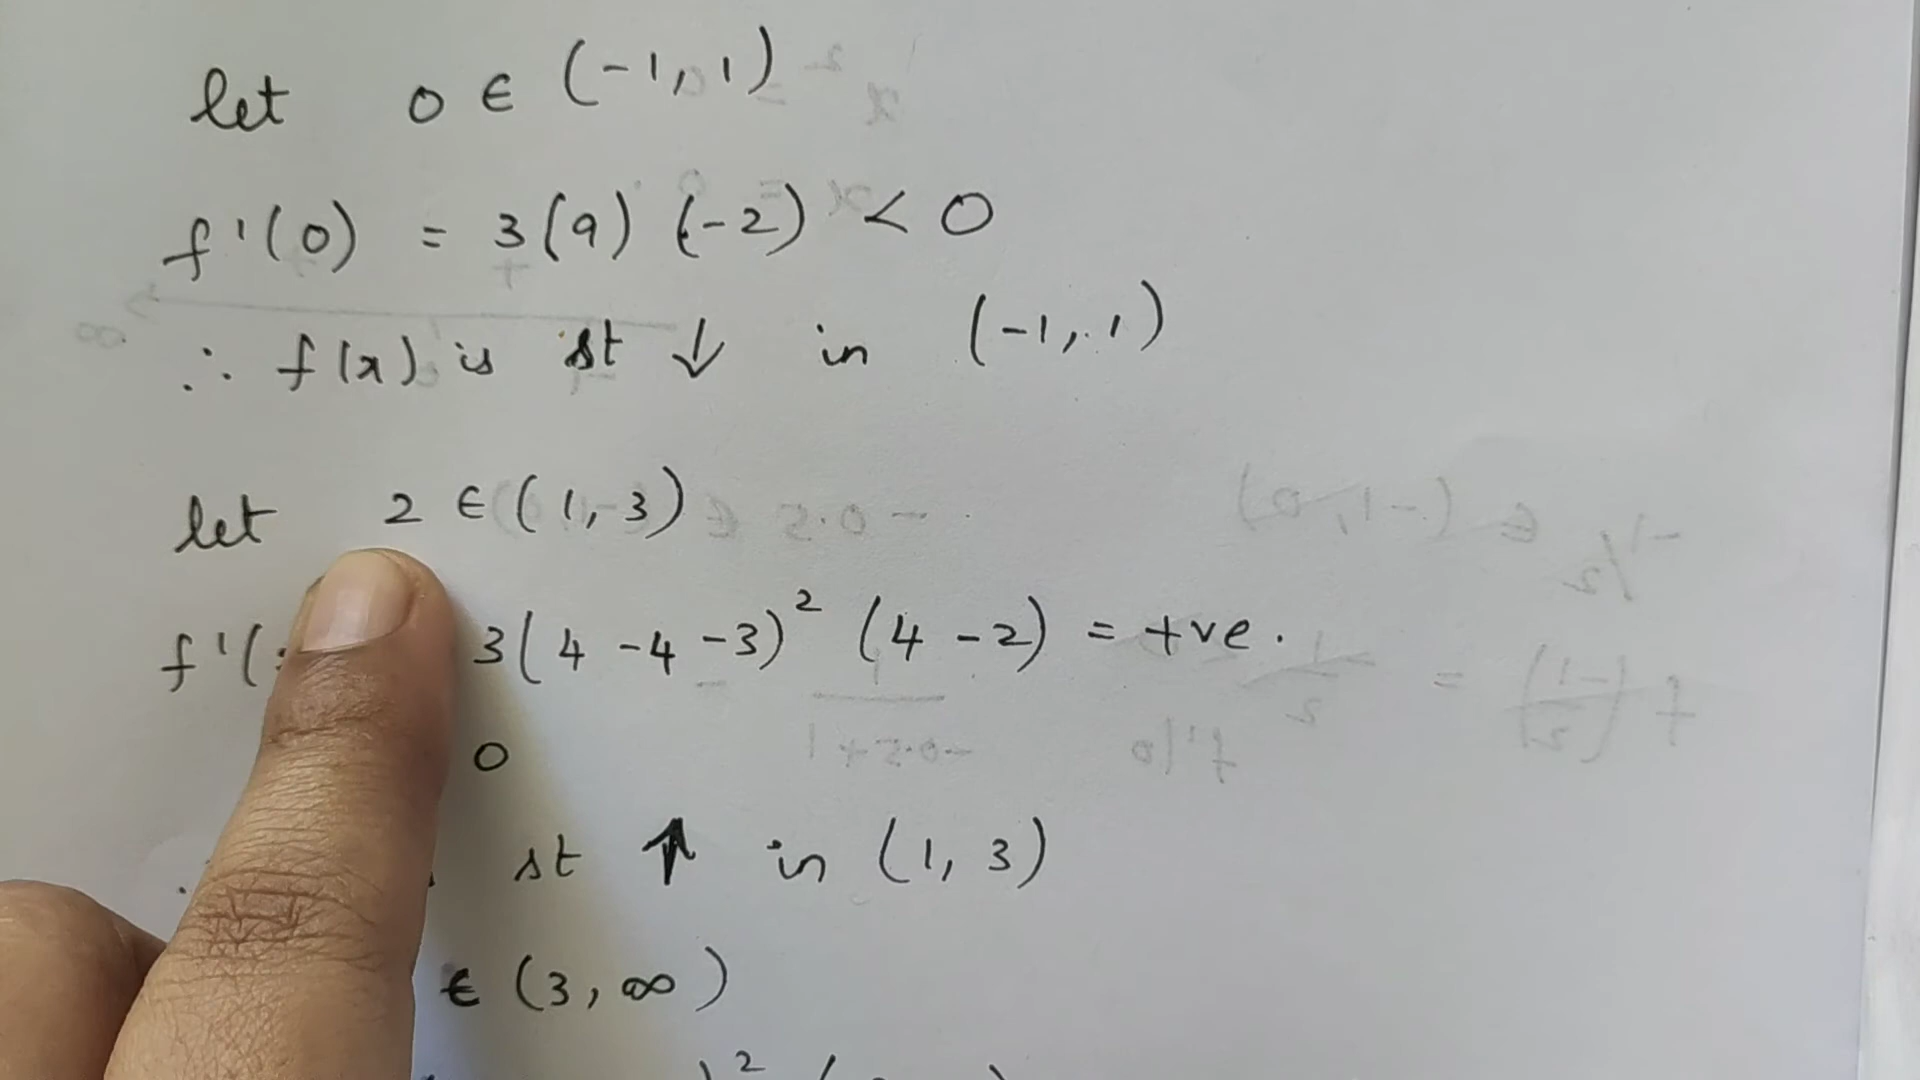 let 0 ∈ (-1, 1)
f'(0) = 3(9) (-2) < 0
∴ f(x) is st ↓ in (-1, 1)
let 2 ∈ (1, 3)
f'( 3(4 -4 -3)² (4 -2) = +ve.
0
st ↑ in (1, 3)
∈ (3, ∞)
)² (